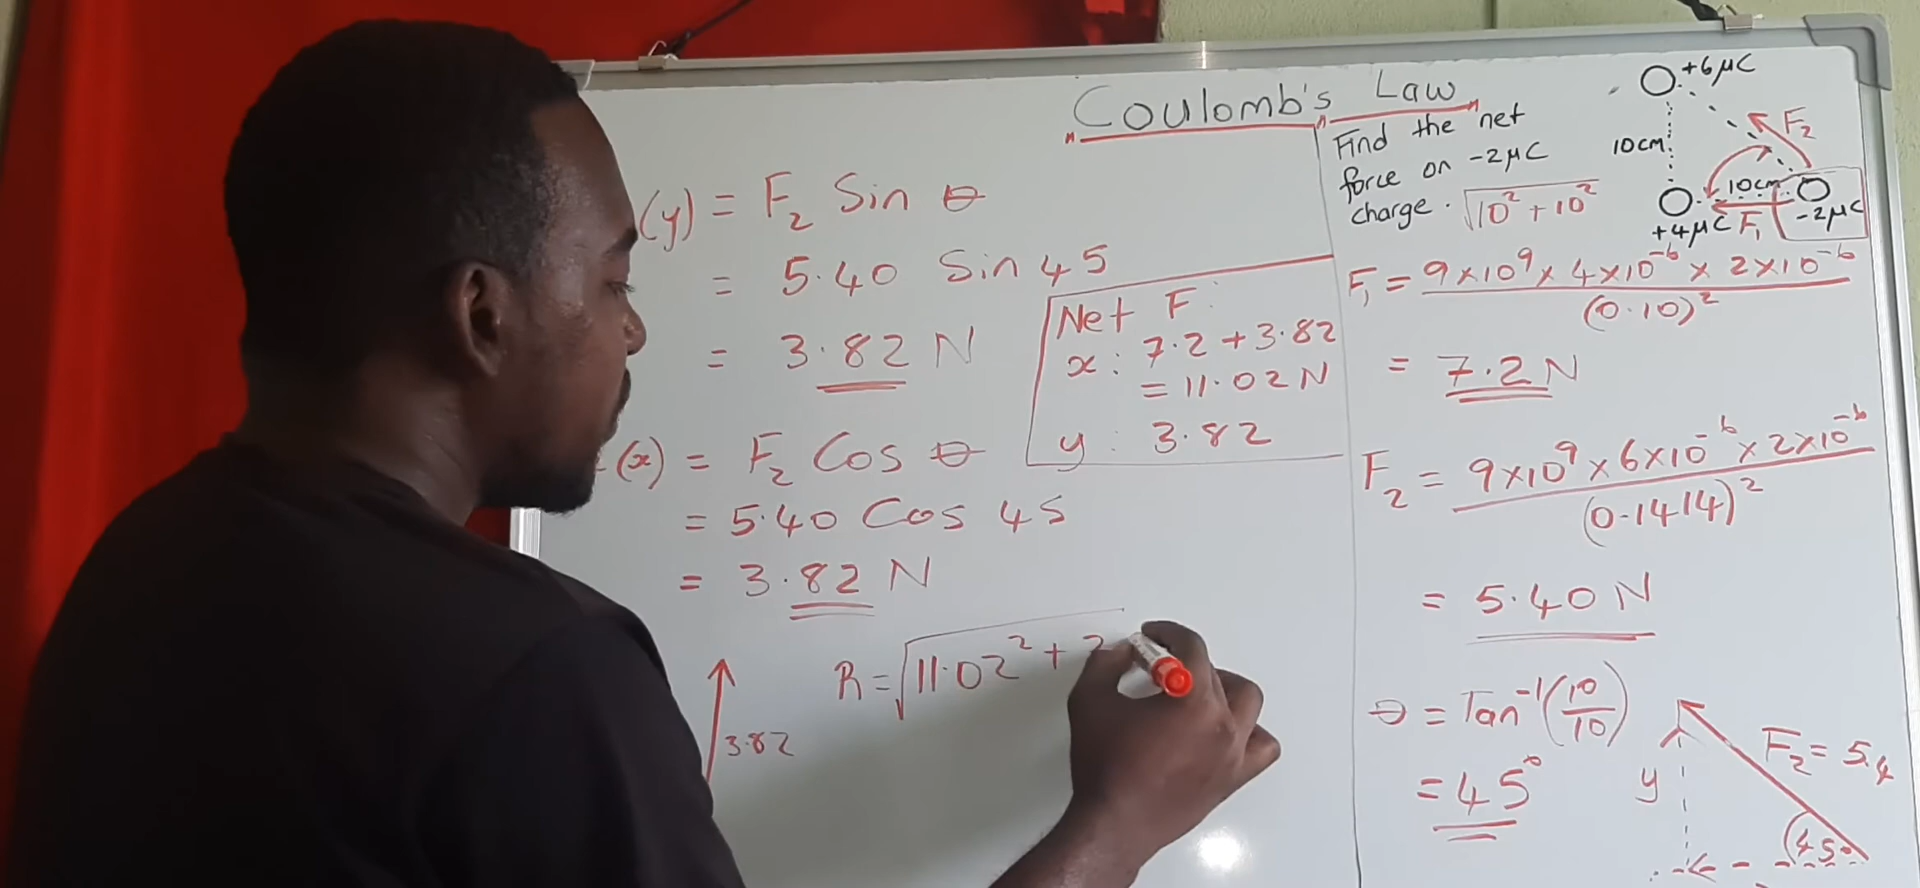 Coulomb's Law
(y) = F₂ Sin θ
= 5.40 Sin 45
= 3.82 N
(x) = F₂ Cos θ
= 5.40 Cos 45
= 3.82 N
3.82
R = √11.02² +
Net F:
x: 7.2 + 3.82
= 11.02 N
y: 3.82
Find the net
force on -2μC
charge. √10² + 10²
+6μC
10cm
F₂
10cm
+4μC F₁ -2μC
F₁ = 9×10⁹ × 4×10⁻⁶ × 2×10⁻⁶
(0.10)²
= 7.2 N
F₂ = 9×10⁹ × 6×10⁻⁶ × 2×10⁻⁶
(0.1414)²
= 5.40 N
θ = Tan⁻¹(10/10)
= 45°
F₂ = 5.4
y
45°